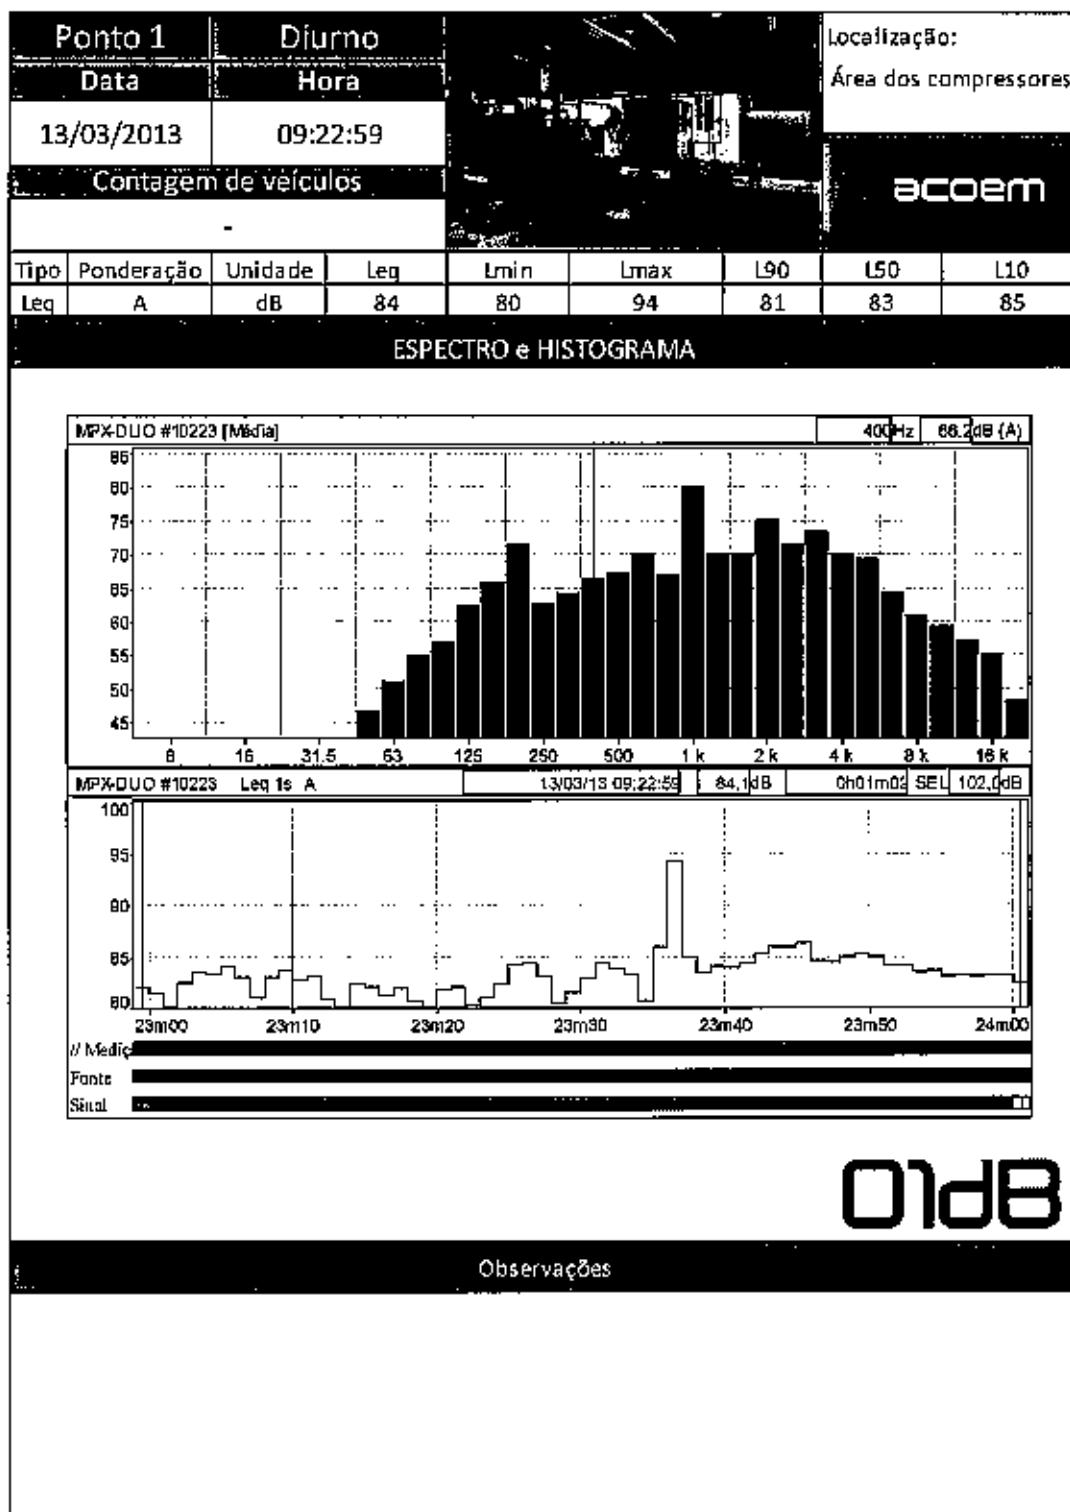 Ponto 1 Diurno
Localização:
Data Hora
Área dos compressores
13/03/2013 09:22:59
Contagem de veículos
acoem
-
Tipo Ponderação Unidade Leq Lmin Lmax L90 L50 L10
Leq A dB 84 80 94 81 83 85
ESPECTRO e HISTOGRAMA
MPX-DUO #10223 [Média] 400Hz 66.2dB (A)
85
80
75
70
65
60
55
50
45
8 16 31.5 63 125 250 500 1 k 2 k 4 k 8 k 16 k
MPX-DUO #10223 Leq 1s A 13/03/13 09:22:59 84,1dB 0h01m02 SEL 102,0dB
100
95
90
85
80
23m00 23m10 23m20 23m30 23m40 23m50 24m00
// Mediç
Fonte
Sinal
01dB
Observações